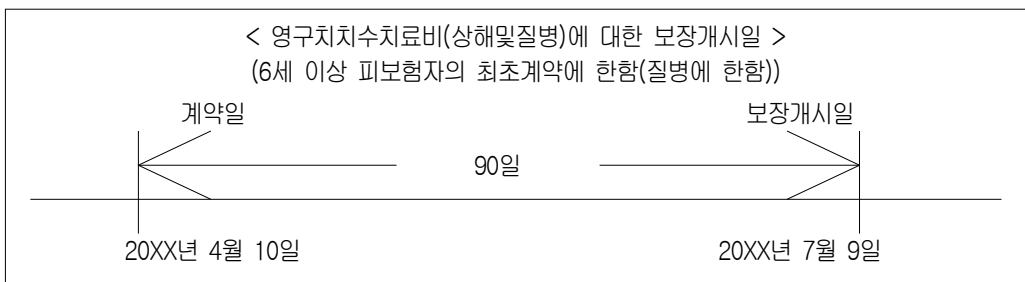 < 영구치치수치료비(상해및질병)에 대한 보장개시일 >
(6세 이상 피보험자의 최초계약에 한함(질병에 한함))
계약일 보장개시일
90일
20XX년 4월 10일 20XX년 7월 9일